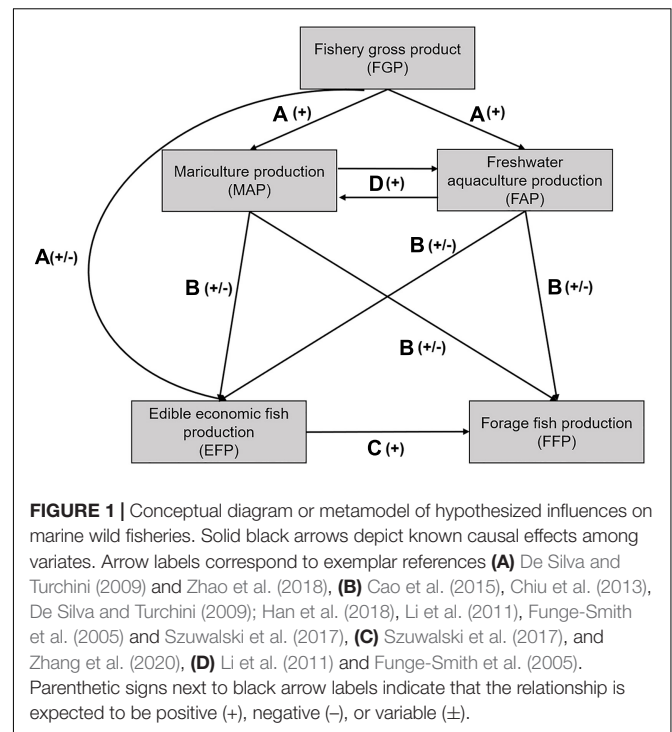 Fishery gross product
(FGP)
A (+)
A(+)
Mariculture production
(MAP)
D (+)
Freshwater
aquaculture production
(FAP)
A(+/-)
B (+/-)
B (+/-)
B (+/-)
B (+/-)
Edible economic fish
production
(EFP)
C (+)
Forage fish production
(FFP)
FIGURE 1 | Conceptual diagram or metamodel of hypothesized influences on
marine wild fisheries. Solid black arrows depict known causal effects among
variates. Arrow labels correspond to exemplar references (A) De Silva and
Turchini (2009) and Zhao et al. (2018), (B) Cao et al. (2015), Chiu et al. (2013),
De Silva and Turchini (2009); Han et al. (2018), Li et al. (2011), Funge-Smith
et al. (2005) and Szuwalski et al. (2017), (C) Szuwalski et al. (2017), and
Zhang et al. (2020), (D) Li et al. (2011) and Funge-Smith et al. (2005).
Parenthetic signs next to black arrow labels indicate that the relationship is
expected to be positive (+), negative (–), or variable (±).